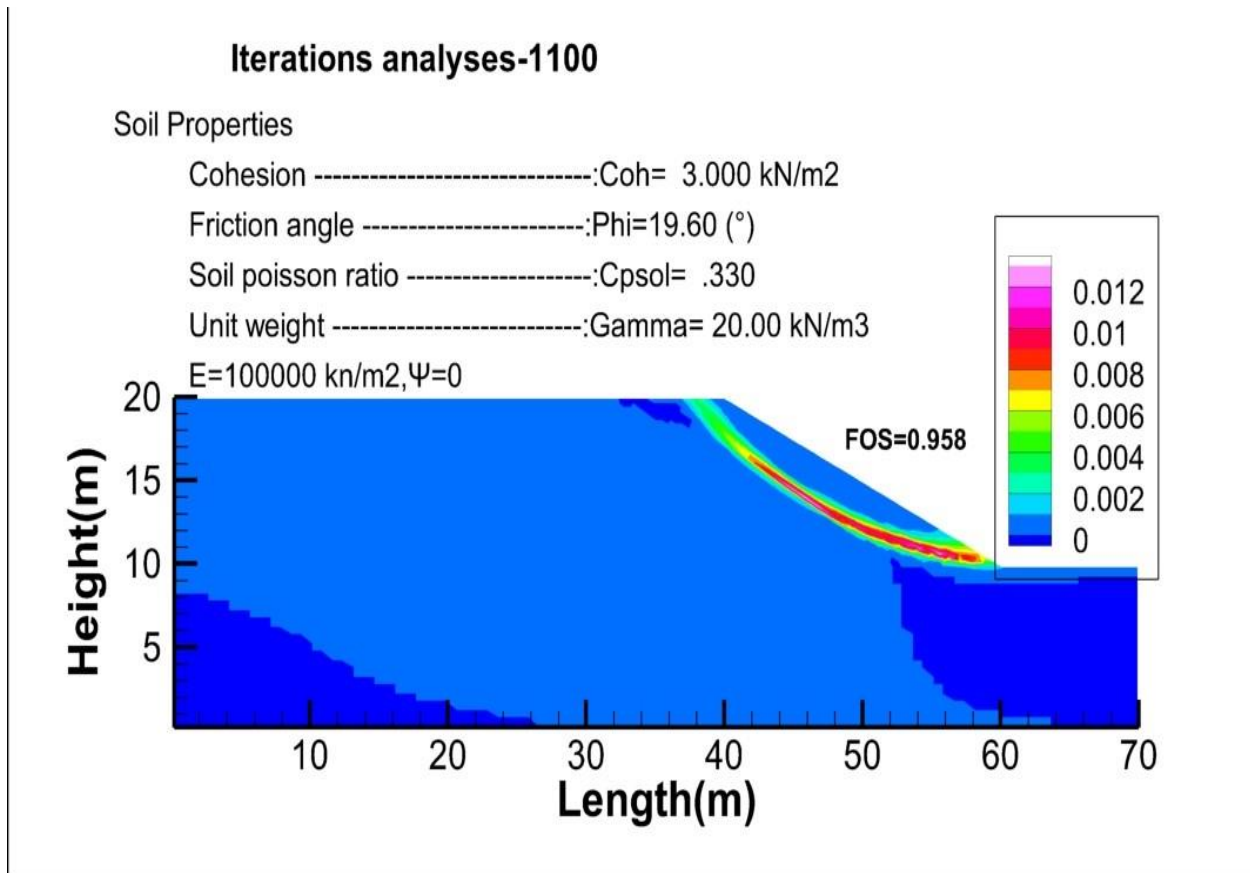 Iterations analyses-1100
Soil Properties
Cohesion ------------------------------:Coh= 3.000 kN/m2
Friction angle ------------------------:Phi=19.60 (°)
Soil poisson ratio --------------------:Cpsol= .330
Unit weight ---------------------------:Gamma= 20.00 kN/m3
E=100000 kn/m2,Ψ=0
FOS=0.958
0.012
0.01
0.008
0.006
0.004
0.002
0
Height(m)
20
15
10
5
10 20 30 40 50 60 70
Length(m)